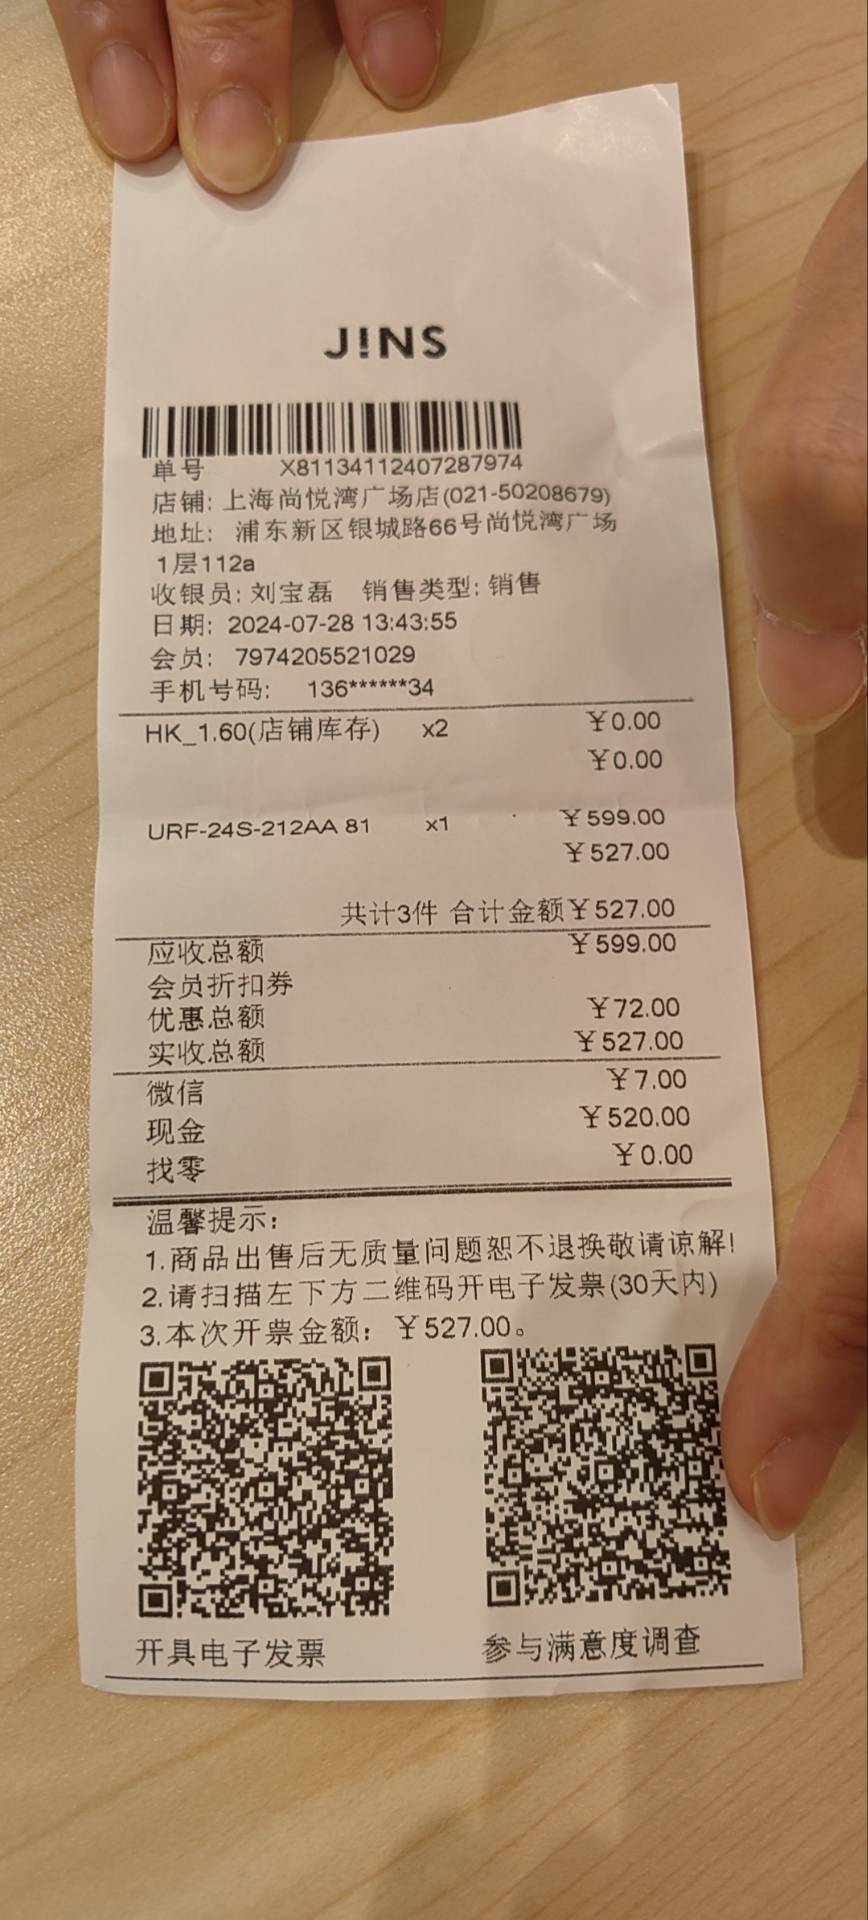 J!NS
单号 X811341124072879​74
店铺: 上海尚悦湾广场店(021-50208679)
地址: 浦东新区银城路66号尚悦湾广场
1层112a
收银员: 刘宝磊 销售类型: 销售
日期: 2024-07-28 13:43:55
会员: 7974205521029
手机号码: 136******34
HK_1.60(店铺库存) x2 ¥0.00
¥0.00
URF-24S-212AA 81 x1 ¥599.00
¥527.00
共计3件 合计金额¥527.00
应收总额 ¥599.00
会员折扣券
优惠总额 ¥72.00
实收总额 ¥527.00
微信 ¥7.00
现金 ¥520.00
找零 ¥0.00
温馨提示:
1.商品出售后无质量问题恕不退换敬请谅解!
2.请扫描左下方二维码开电子发票(30天内)
3.本次开票金额: ¥527.00。
开具电子发票 参与满意度调查